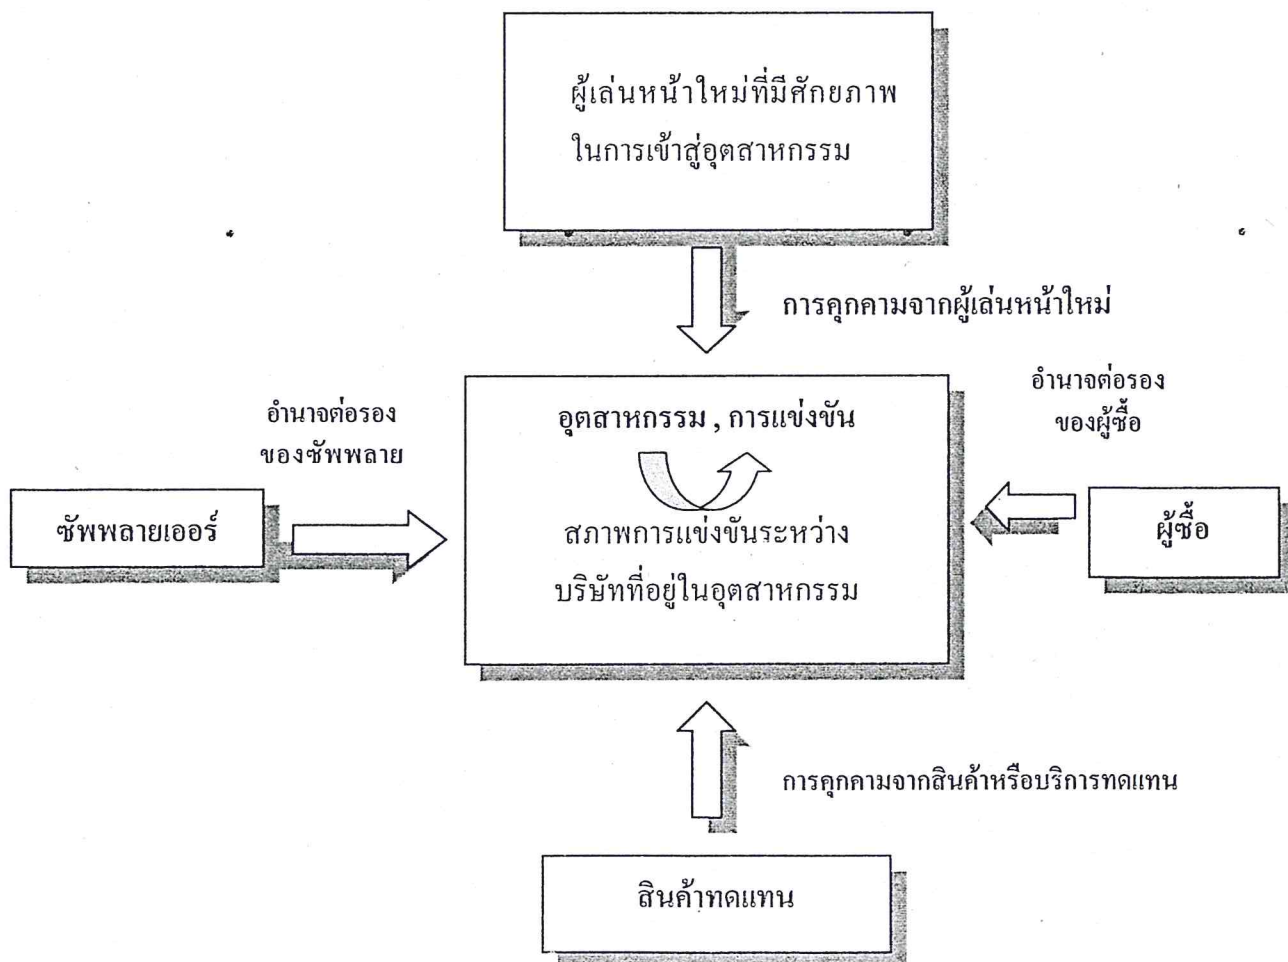 ผู้เล่นหน้าใหม่ที่มีศักยภาพ
ในการเข้าสู่อุตสาหกรรม
การคุกคามจากผู้เล่นหน้าใหม่
อำนาจต่อรอง
ของซัพพลาย
อุตสาหกรรม , การแข่งขัน
อำนาจต่อรอง
ของผู้ซื้อ
ซัพพลายเออร์
สภาพการแข่งขันระหว่าง
บริษัทที่อยู่ในอุตสาหกรรม
ผู้ซื้อ
การคุกคามจากสินค้าหรือบริการทดแทน
สินค้าทดแทน